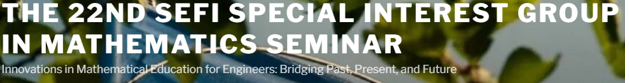 THE 22ND SEFI SPECIAL INTEREST GROUP
IN MATHEMATICS SEMINAR
Innovations in Mathematical Education for Engineers: Bridging Past, Present, and Future